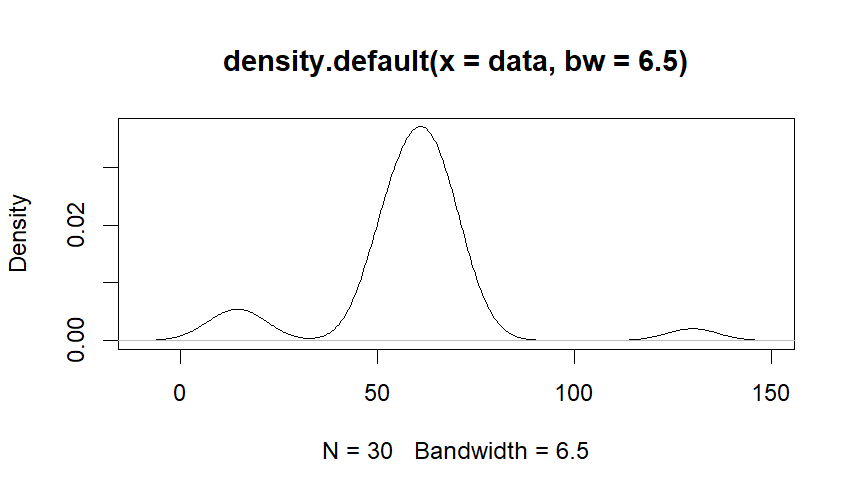 density.default(x = data, bw = 6.5)
Density
0.02
0.00
0 50 100 150
N = 30 Bandwidth = 6.5